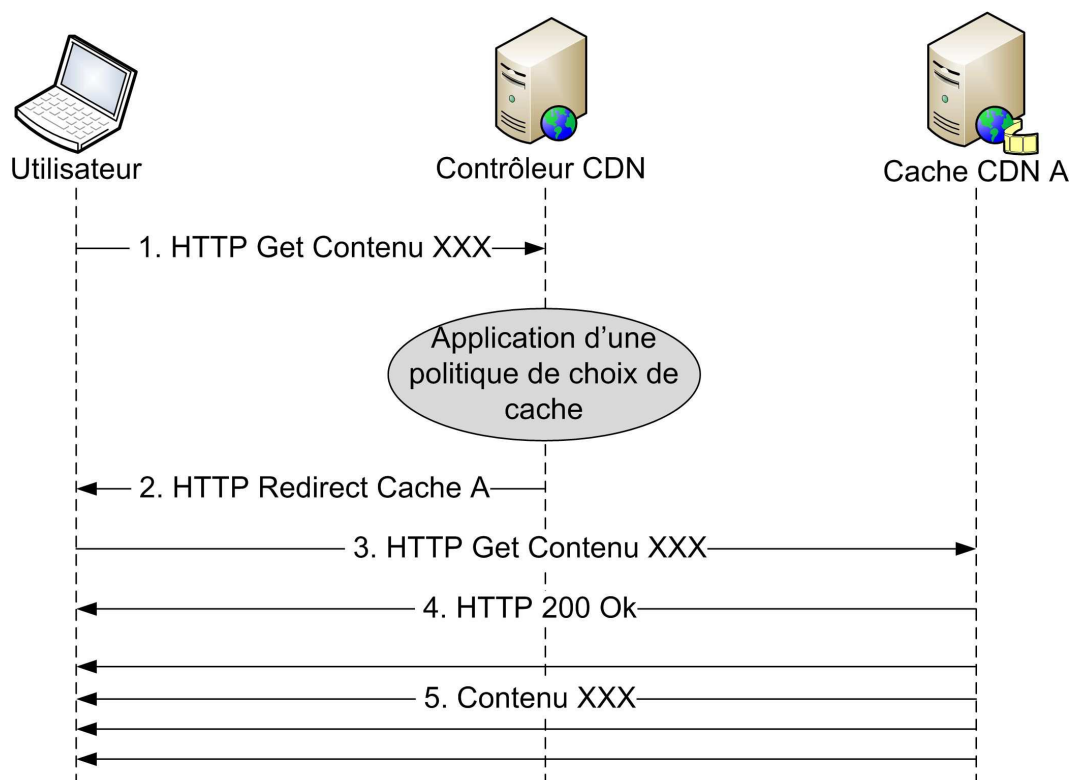 Utilisateur
Contrôleur CDN
Cache CDN A
1. HTTP Get Contenu XXX
Application d'une
politique de choix de
cache
2. HTTP Redirect Cache A
3. HTTP Get Contenu XXX
4. HTTP 200 Ok
5. Contenu XXX